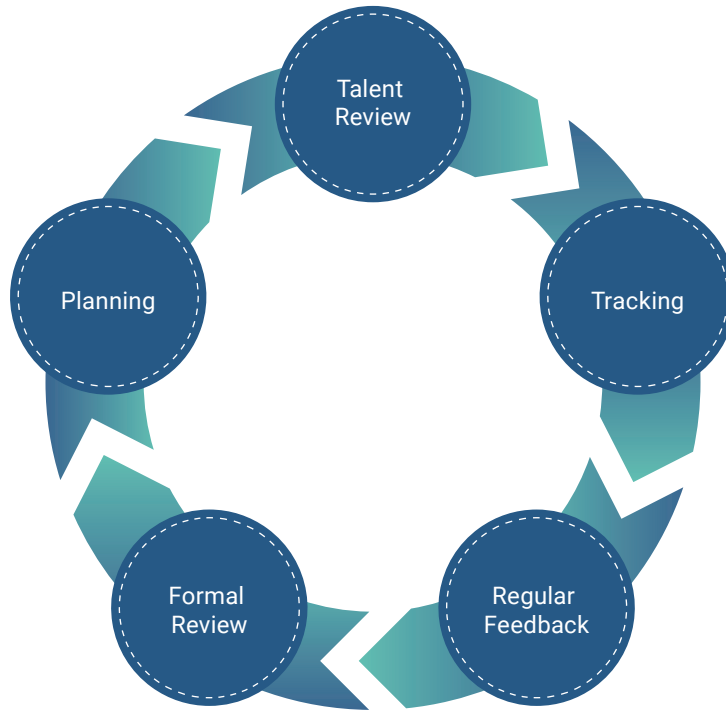 Talent
Review
Tracking
Regular
Feedback
Formal
Review
Planning